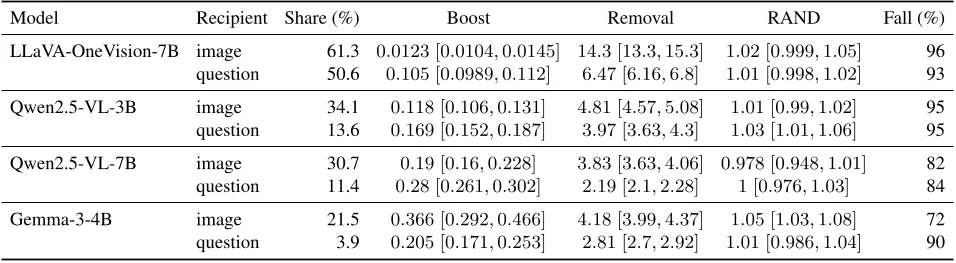 Model Recipient Share (%) Boost Removal RAND Fall (%)
LLaVA-OneVision-7B image 61.3 0.0123 [0.0104, 0.0145] 14.3 [13.3, 15.3] 1.02 [0.999, 1.05] 96
question 50.6 0.105 [0.0989, 0.112] 6.47 [6.16, 6.8] 1.01 [0.998, 1.02] 93
Qwen2.5-VL-3B image 34.1 0.118 [0.106, 0.131] 4.81 [4.57, 5.08] 1.01 [0.99, 1.02] 95
question 13.6 0.169 [0.152, 0.187] 3.97 [3.63, 4.3] 1.03 [1.01, 1.06] 95
Qwen2.5-VL-7B image 30.7 0.19 [0.16, 0.228] 3.83 [3.63, 4.06] 0.978 [0.948, 1.01] 82
question 11.4 0.28 [0.261, 0.302] 2.19 [2.1, 2.28] 1 [0.976, 1.03] 84
Gemma-3-4B image 21.5 0.366 [0.292, 0.466] 4.18 [3.99, 4.37] 1.05 [1.03, 1.08] 72
question 3.9 0.205 [0.171, 0.253] 2.81 [2.7, 2.92] 1.01 [0.986, 1.04] 90